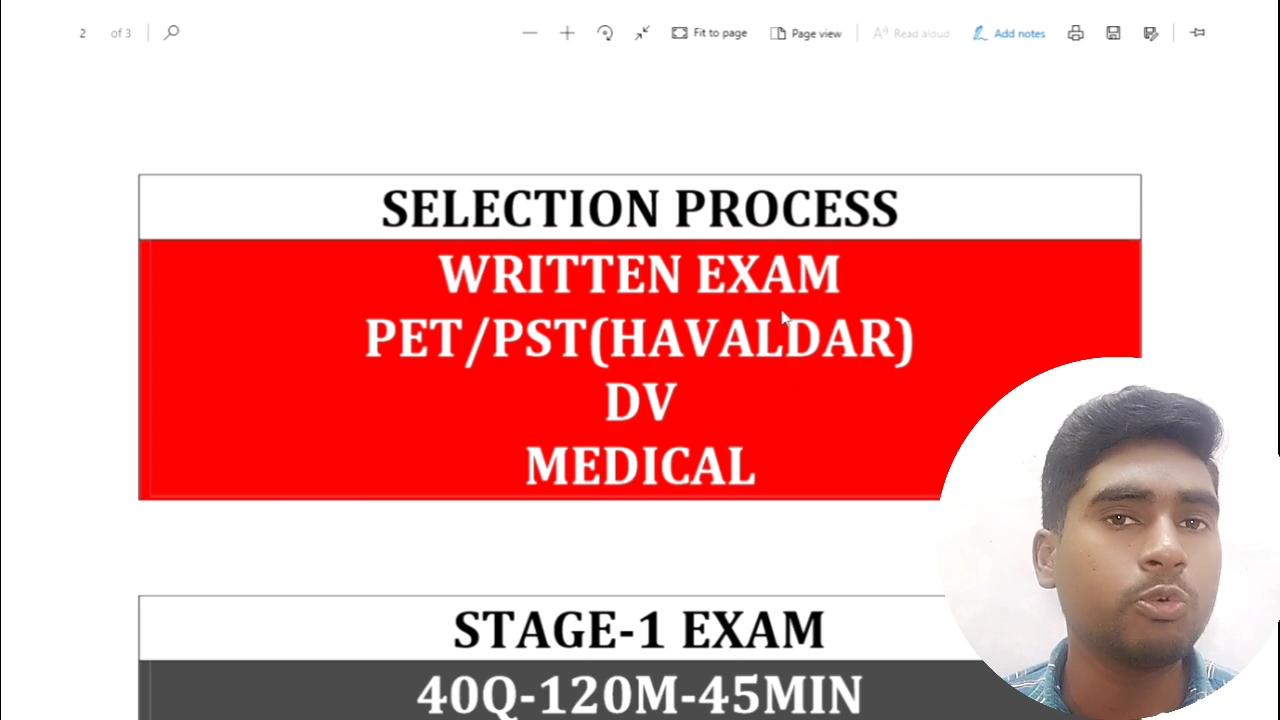 2 of 3 Fit to page Page view Read aloud Add notes
SELECTION PROCESS
WRITTEN EXAM
PET/PST(HAVALDAR)
DV
MEDICAL
STAGE-1 EXAM
40Q-120M-45MIN